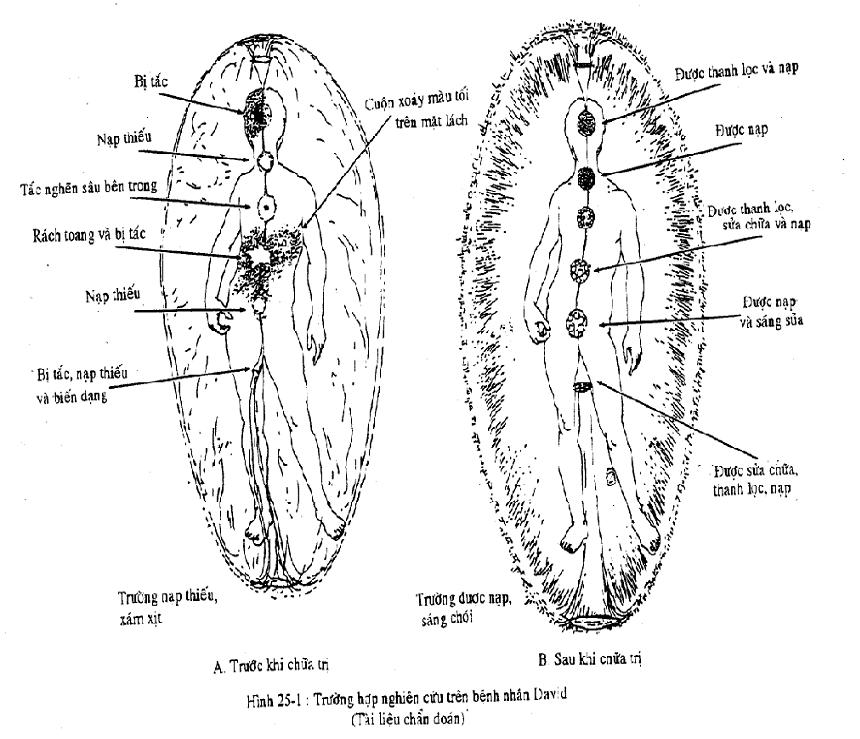 Bị tắc
Nạp thiếu
Tắc nghẽn sâu bên trong
Rách toang và bị tắc
Nạp thiếu
Bị tắc, nạp thiếu
và biến dạng
Cuộn xoáy màu tối
trên mặt lách
Trường nạp thiếu,
xám xịt
A. Trước khi chữa trị
Được thanh lọc và nạp
Được nạp
Được thanh lọc,
sửa chữa và nạp
Được nạp
và sáng sủa
Được sửa chữa,
thanh lọc, nạp
Trường được nạp,
sáng chói
B. Sau khi chữa trị
Hình 25-1 : Trường hợp nghiên cứu trên bệnh nhân David
(Tài liệu chẩn đoán)